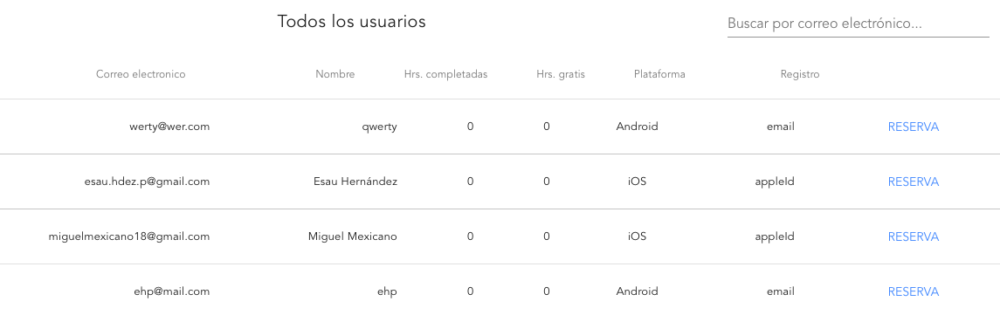 Todos los usuarios
Buscar por correo electrónico...
Correo electronico Nombre Hrs. completadas Hrs. gratis Plataforma Registro
werty@wer.com qwerty 0 0 Android email RESERVA
esau.hdez.p@gmail.com Esau Hernández 0 0 iOS appleId RESERVA
miguelmexicano18@gmail.com Miguel Mexicano 0 0 iOS appleId RESERVA
ehp@mail.com ehp 0 0 Android email RESERVA